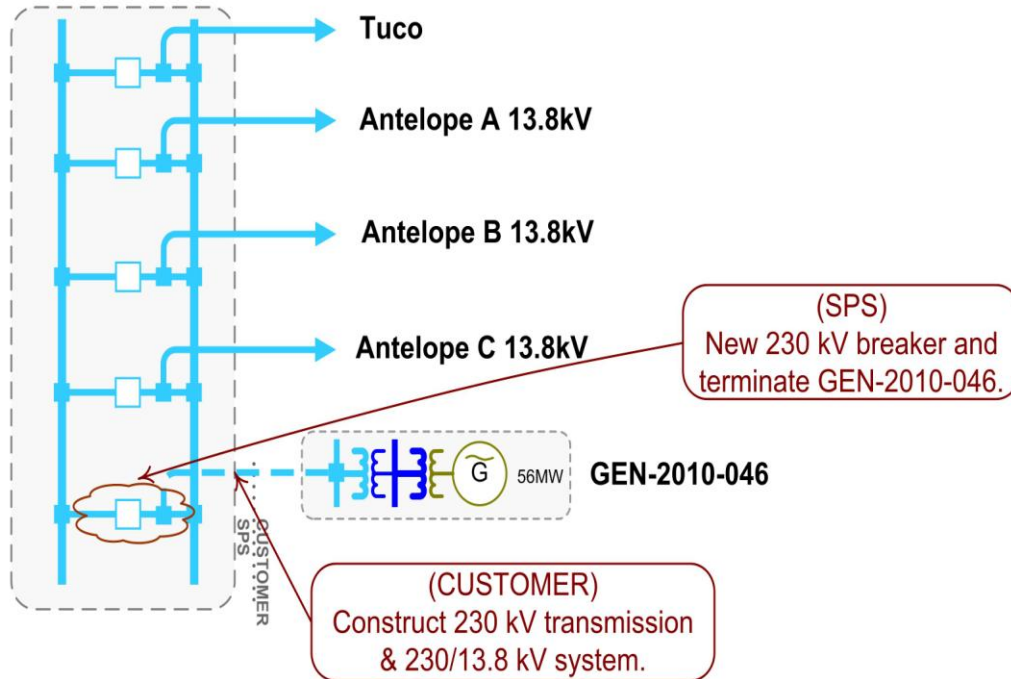 Tuco
Antelope A 13.8kV
Antelope B 13.8kV
Antelope C 13.8kV
(SPS)
New 230 kV breaker and
terminate GEN-2010-046.
G
56MW
GEN-2010-046
CUSTOMER
SPS
(CUSTOMER)
Construct 230 kV transmission
& 230/13.8 kV system.